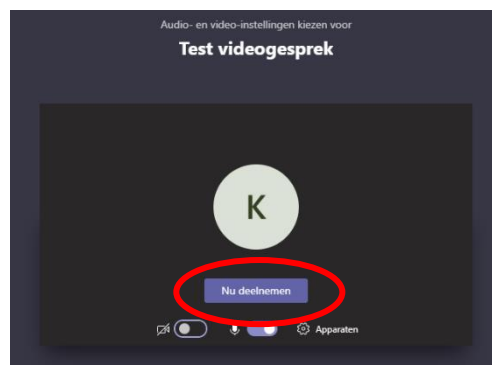 Audio- en video-instellingen kiezen voor
Test videogesprek
K
Nu deelnemen
Apparaten